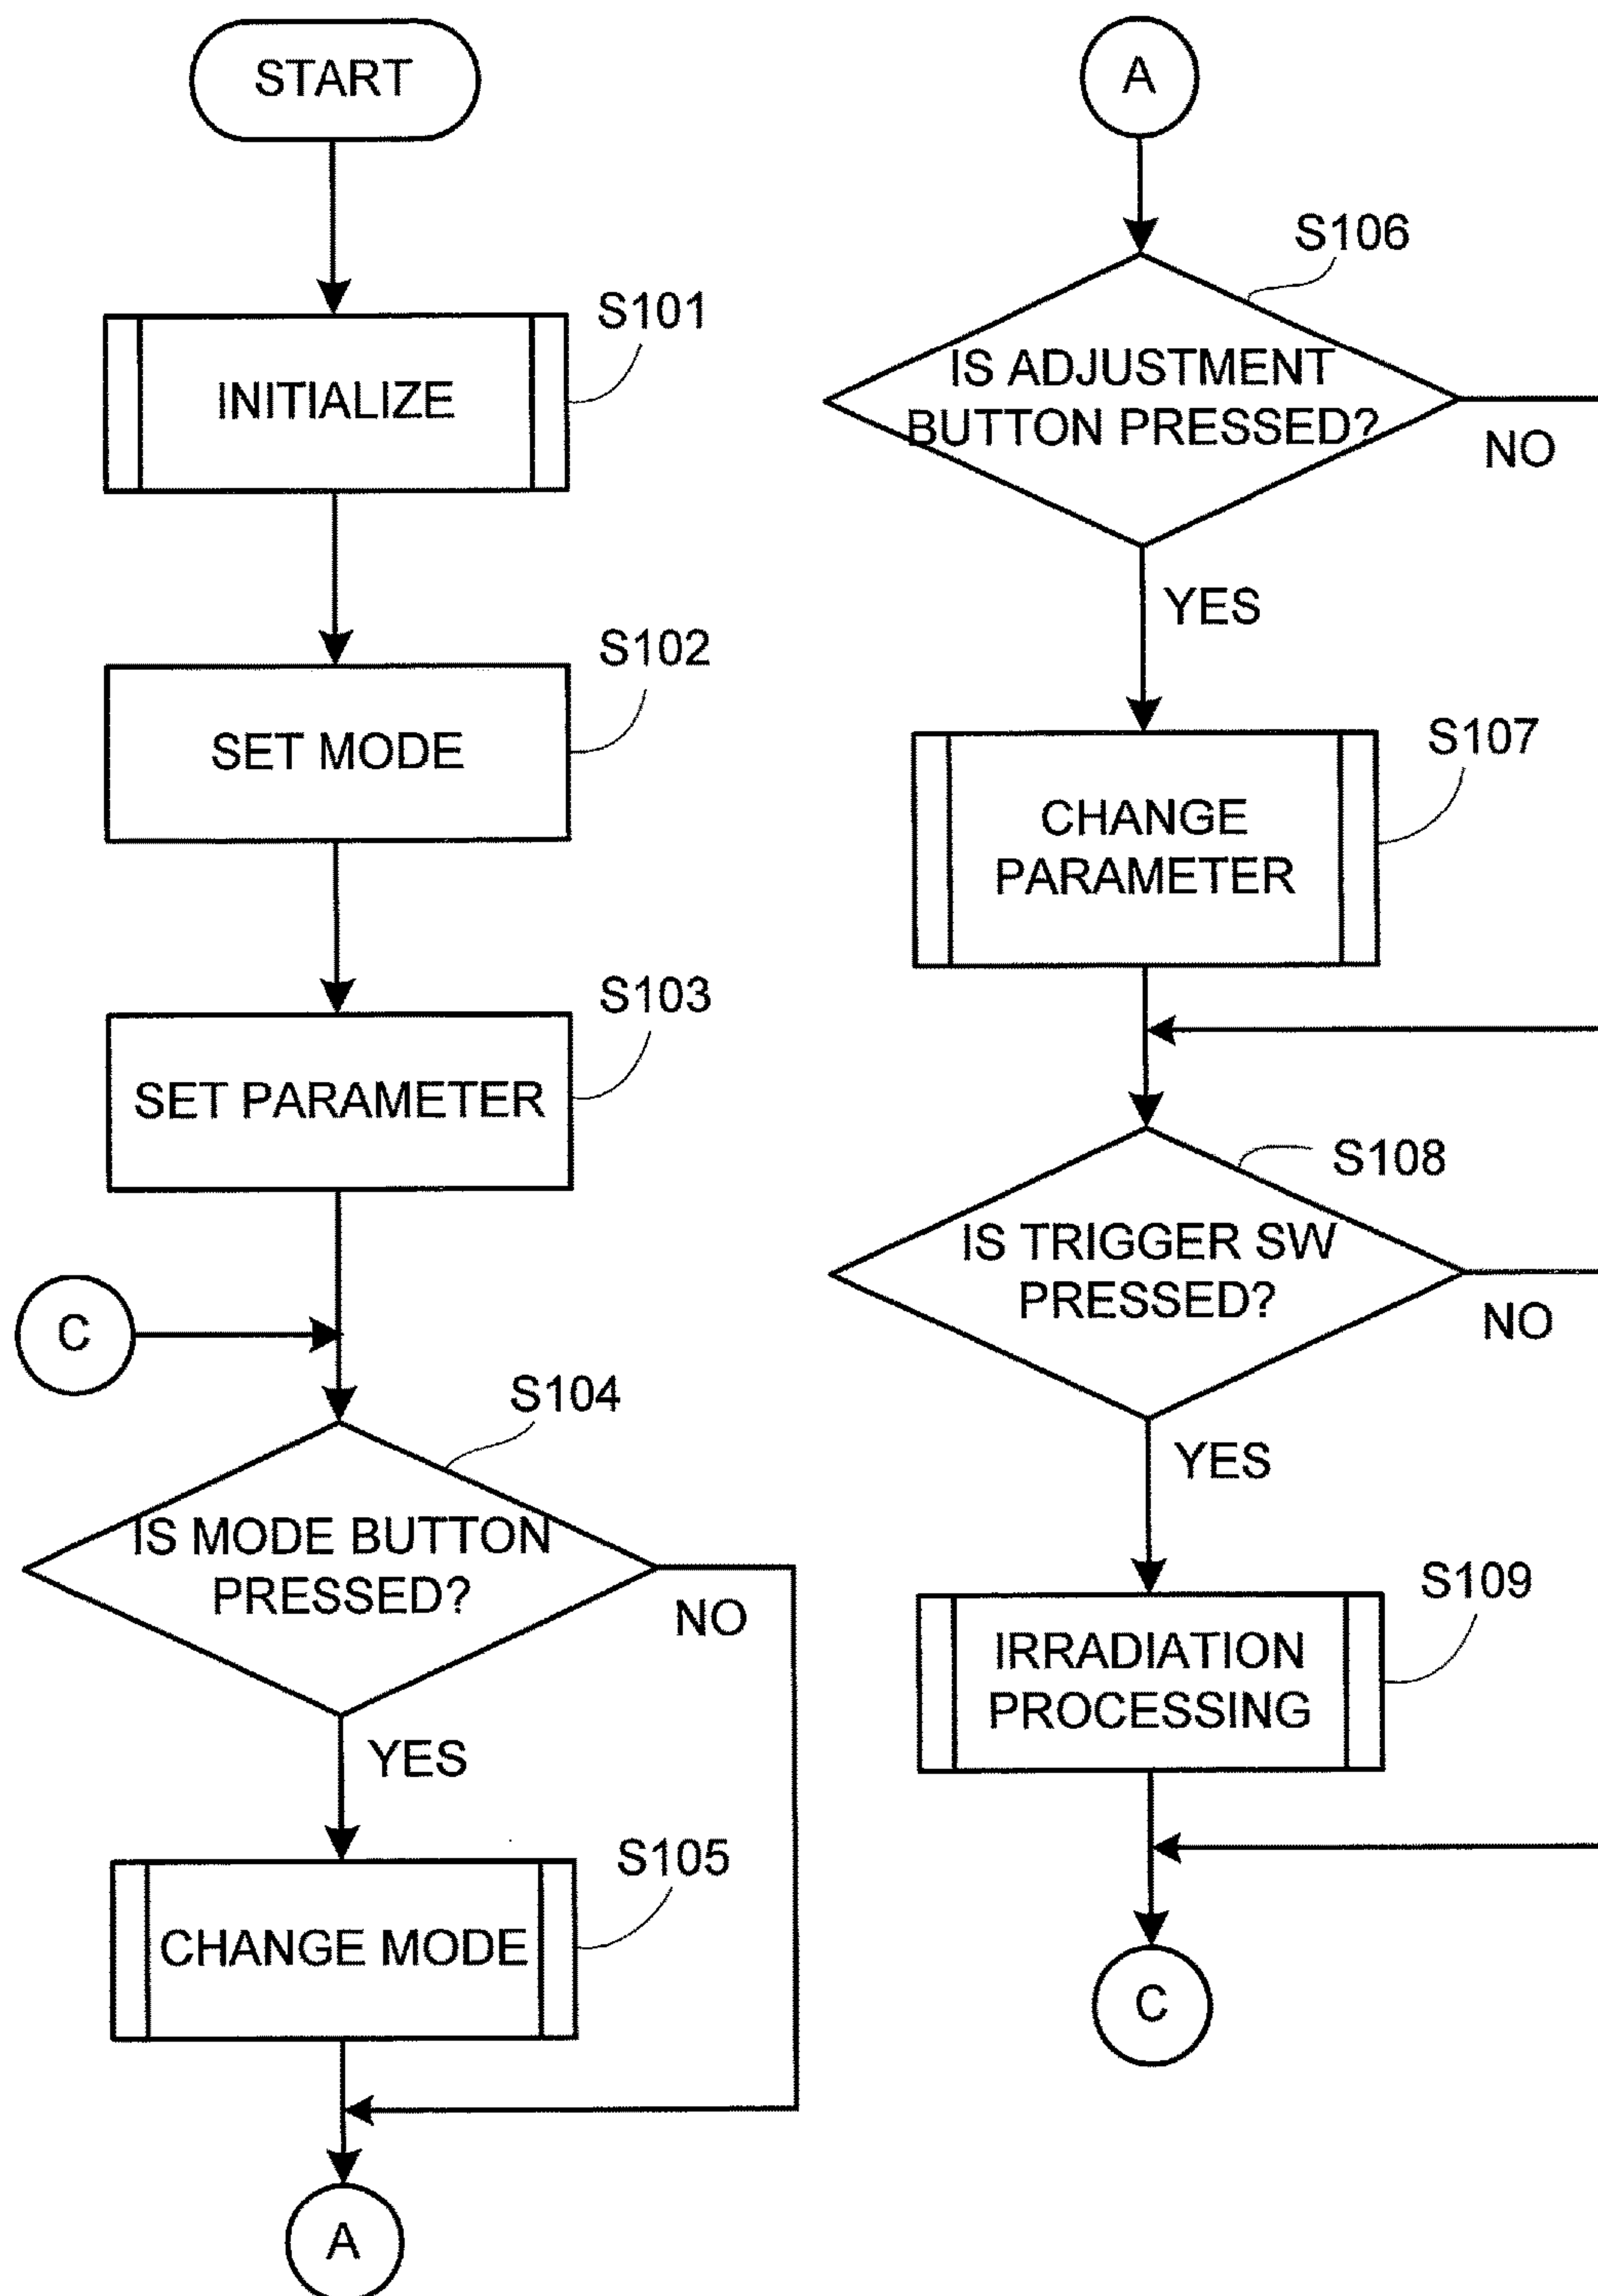 START
S101
INITIALIZE
S102
SET MODE
S103
SET PARAMETER
C
S104
IS MODE BUTTON
PRESSED?
NO
YES
S105
CHANGE MODE
A
A
S106
IS ADJUSTMENT
BUTTON PRESSED?
NO
YES
S107
CHANGE
PARAMETER
S108
IS TRIGGER SW
PRESSED?
NO
YES
S109
IRRADIATION
PROCESSING
C